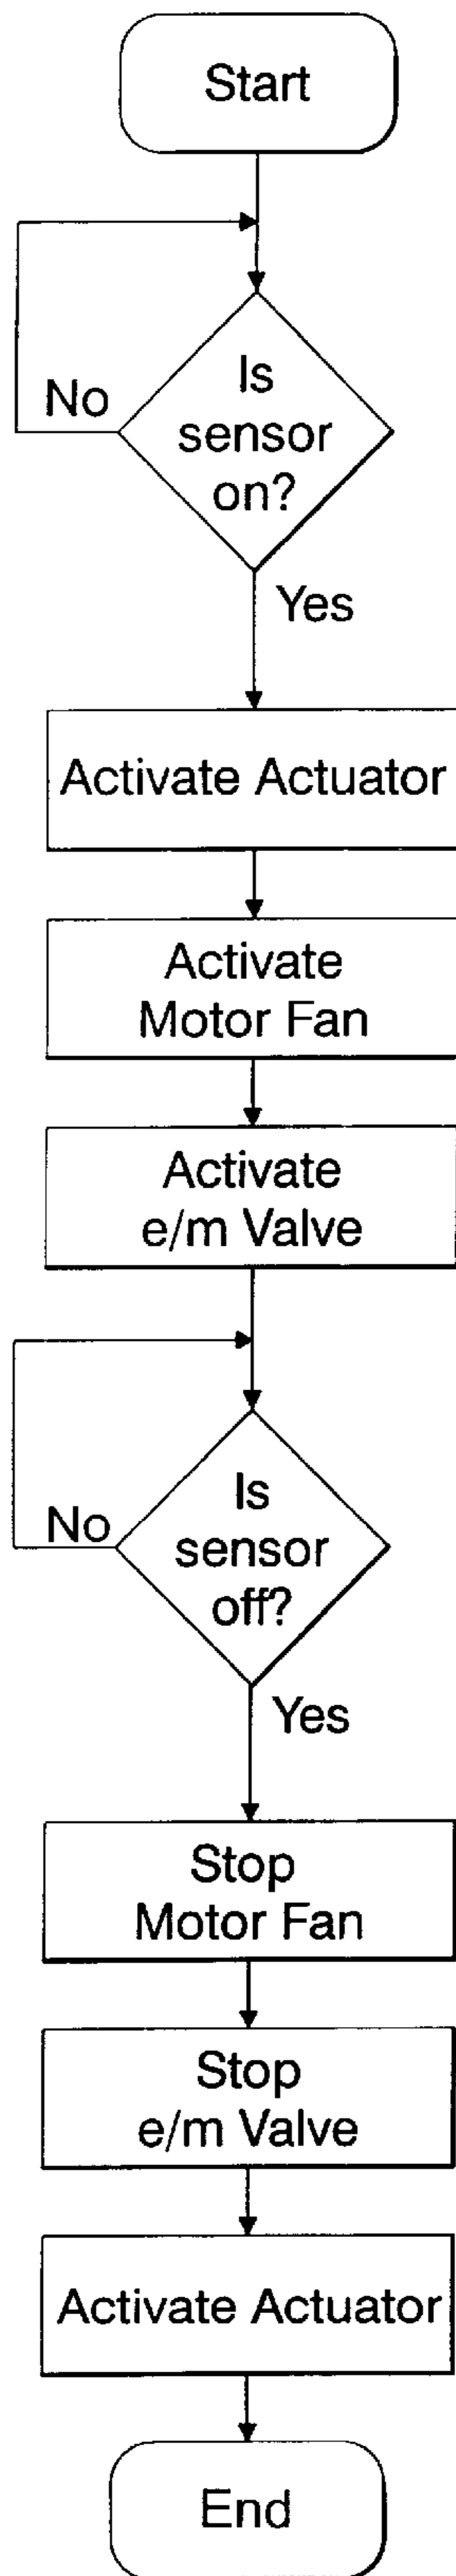 Start
Is
sensor
on?
No
Yes
Activate Actuator
Activate
Motor Fan
Activate
e/m Valve
Is
sensor
off?
No
Yes
Stop
Motor Fan
Stop
e/m Valve
Activate Actuator
End